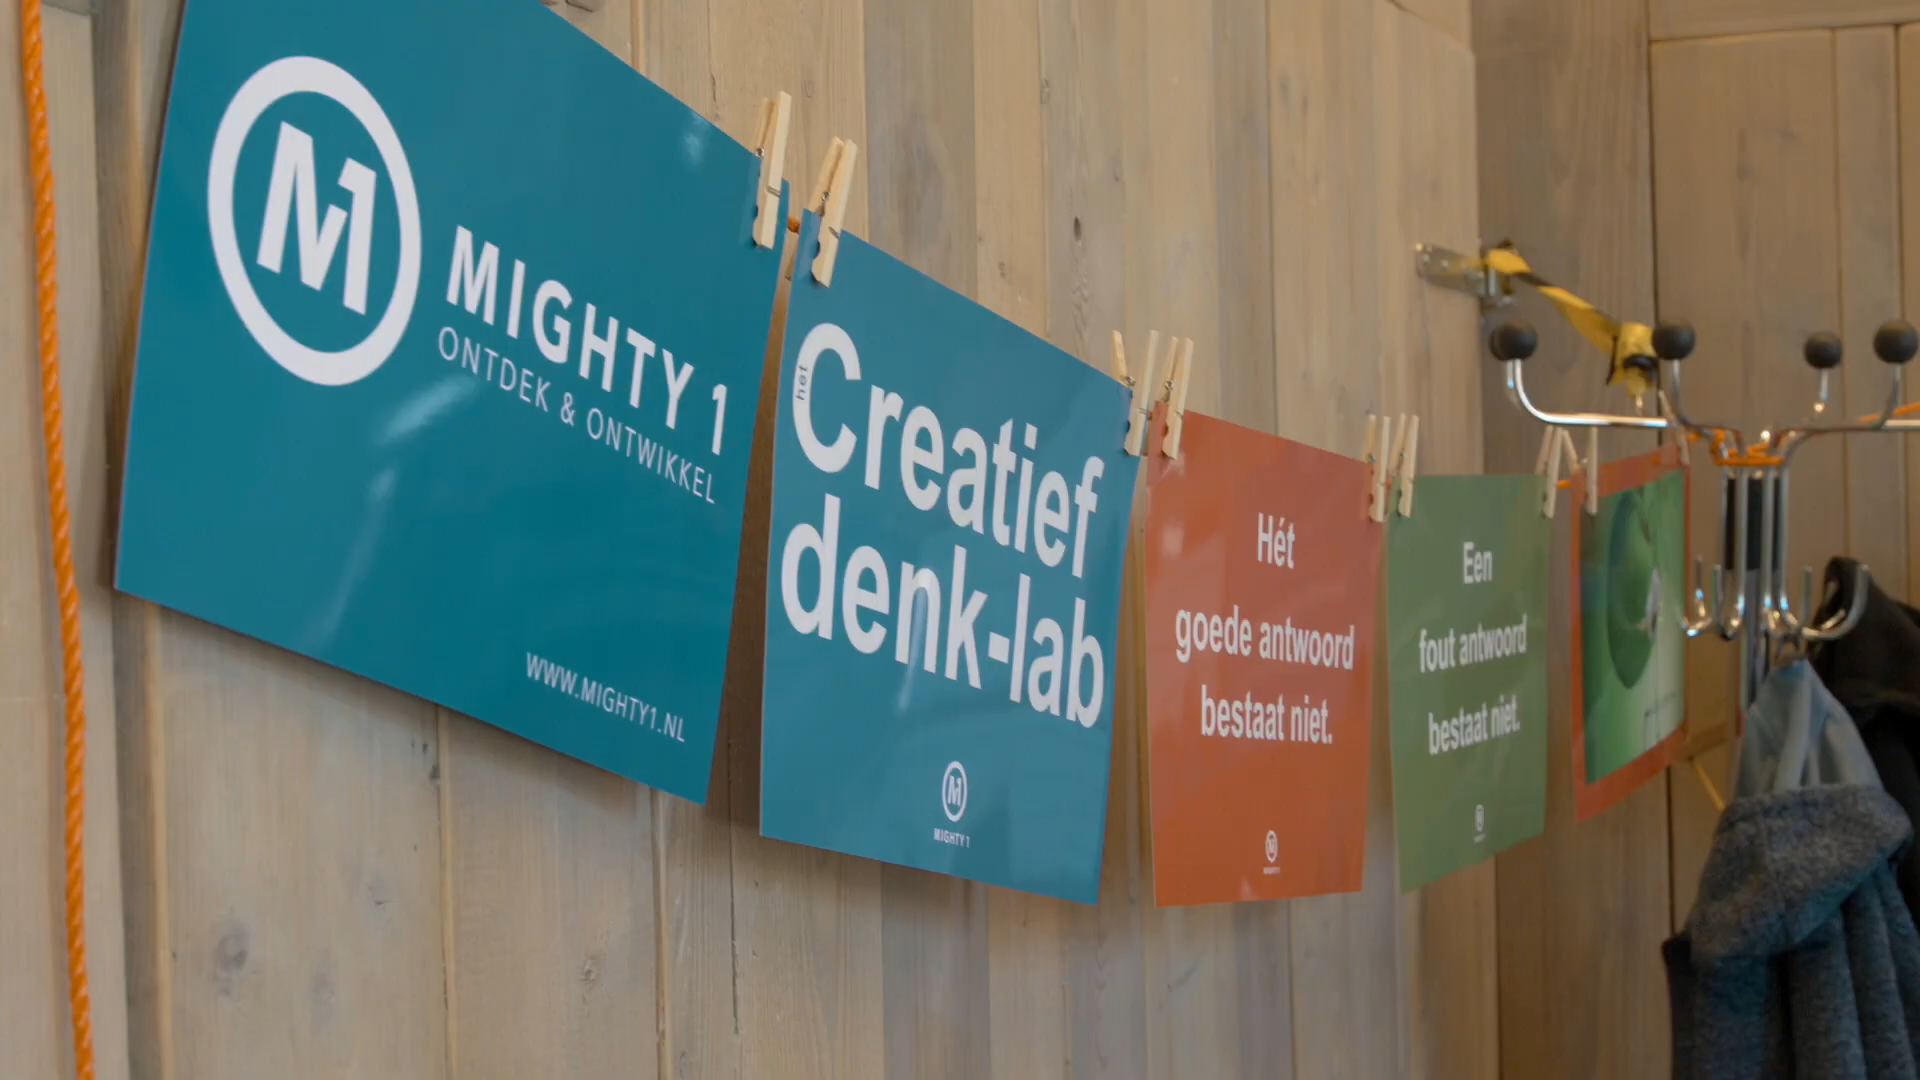 M1
MIGHTY 1
ONTDEK & ONTWIKKEL
WWW.MIGHTY1.NL
het
Creatief
denk-lab
M1
MIGHTY 1
Hét
goede antwoord
bestaat niet.
Een
fout antwoord
bestaat niet.